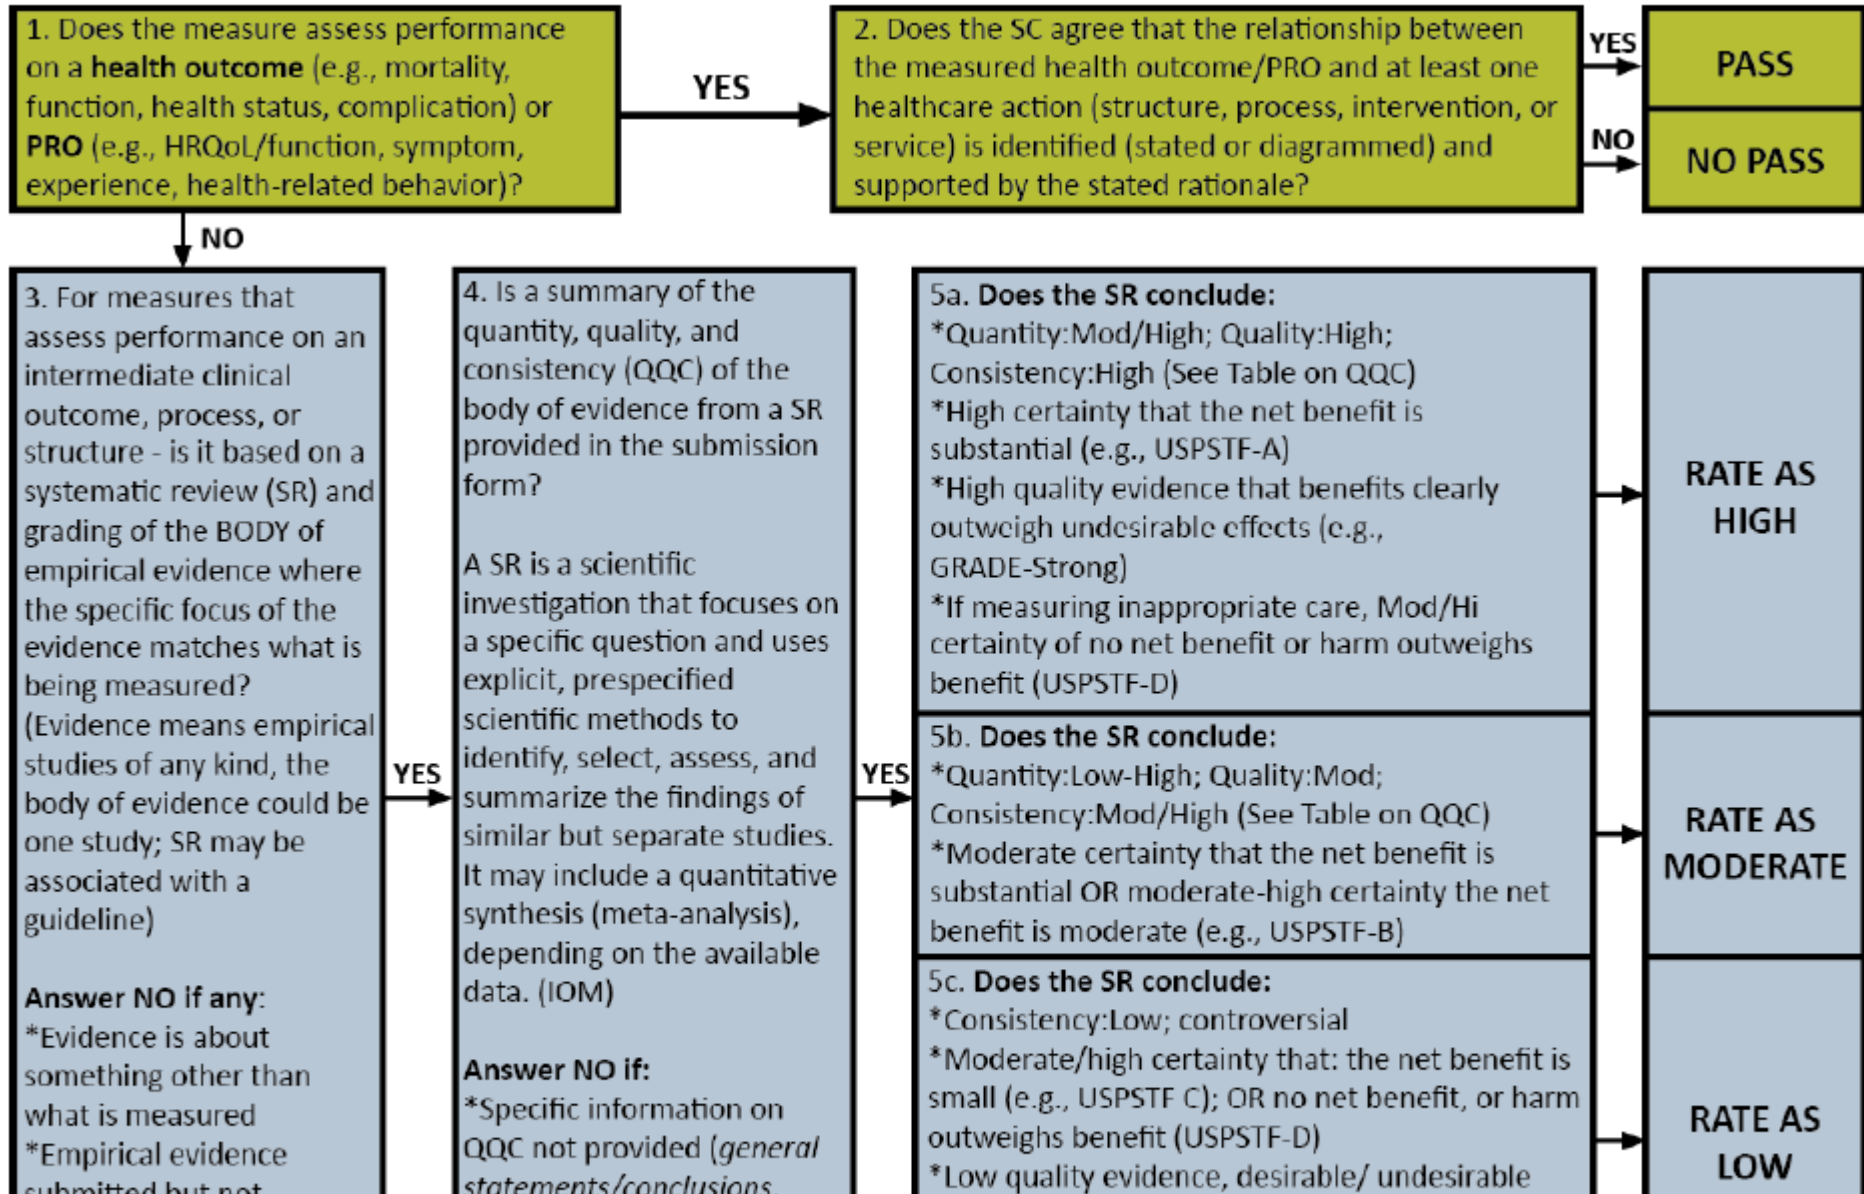 1. Does the measure assess performance
on a health outcome (e.g., mortality,
function, health status, complication) or
PRO (e.g., HRQoL/function, symptom,
experience, health-related behavior)?
YES
2. Does the SC agree that the relationship between
the measured health outcome/PRO and at least one
healthcare action (structure, process, intervention, or
service) is identified (stated or diagrammed) and
supported by the stated rationale?
YES
PASS
NO
NO PASS
NO
3. For measures that
assess performance on an
intermediate clinical
outcome, process, or
structure - is it based on a
systematic review (SR) and
grading of the BODY of
empirical evidence where
the specific focus of the
evidence matches what is
being measured?
(Evidence means empirical
studies of any kind, the
body of evidence could be
one study; SR may be
associated with a
guideline)
Answer NO if any:
*Evidence is about
something other than
what is measured
*Empirical evidence
submitted but not
YES
4. Is a summary of the
quantity, quality, and
consistency (QQC) of the
body of evidence from a SR
provided in the submission
form?
A SR is a scientific
investigation that focuses on
a specific question and uses
explicit, prespecified
scientific methods to
identify, select, assess, and
summarize the findings of
similar but separate studies.
It may include a quantitative
synthesis (meta-analysis),
depending on the available
data. (IOM)
Answer NO if:
*Specific information on
QQC not provided (general
statements/conclusions,
YES
5a. Does the SR conclude:
*Quantity:Mod/High; Quality:High;
Consistency:High (See Table on QQC)
*High certainty that the net benefit is
substantial (e.g., USPSTF-A)
*High quality evidence that benefits clearly
outweigh undesirable effects (e.g.,
GRADE-Strong)
*If measuring inappropriate care, Mod/Hi
certainty of no net benefit or harm outweighs
benefit (USPSTF-D)
RATE AS
HIGH
5b. Does the SR conclude:
*Quantity:Low-High; Quality:Mod;
Consistency:Mod/High (See Table on QQC)
*Moderate certainty that the net benefit is
substantial OR moderate-high certainty the net
benefit is moderate (e.g., USPSTF-B)
RATE AS
MODERATE
5c. Does the SR conclude:
*Consistency:Low; controversial
*Moderate/high certainty that: the net benefit is
small (e.g., USPSTF C); OR no net benefit, or harm
outweighs benefit (USPSTF-D)
*Low quality evidence, desirable/ undesirable
RATE AS
LOW